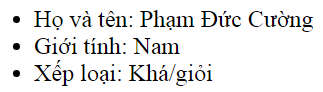 • Họ và tên: Phạm Đức Cường
• Giới tính: Nam
• Xếp loại: Khá/giỏi